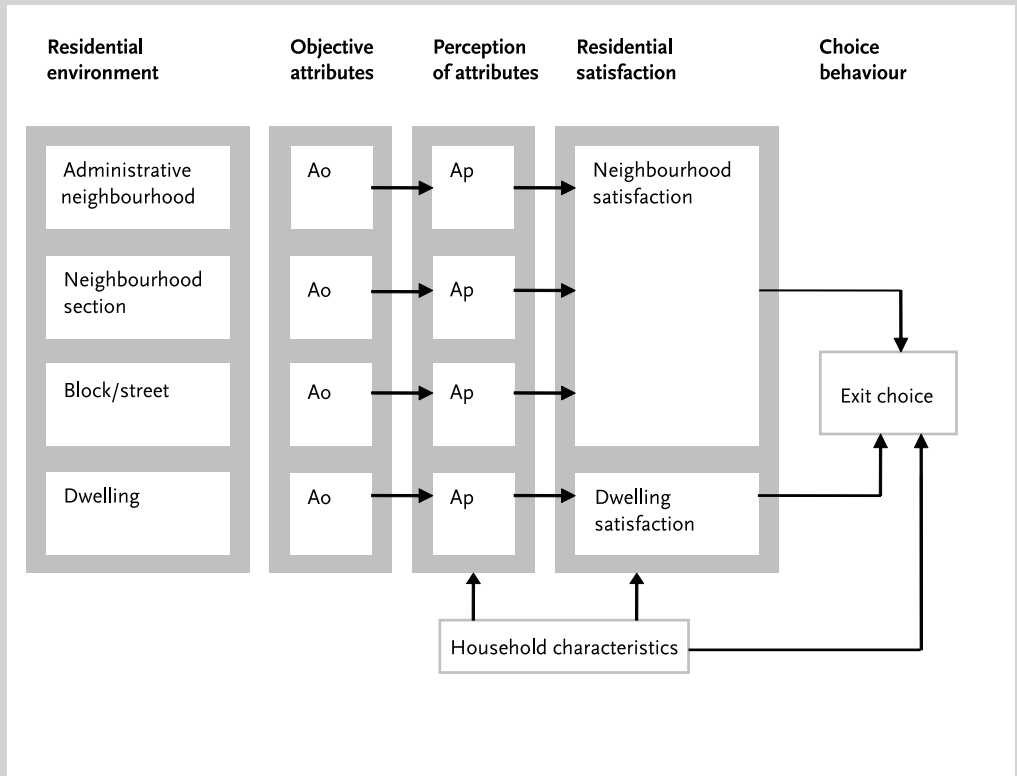 Residential
environment
Objective
attributes
Perception
of attributes
Residential
satisfaction
Choice
behaviour
Administrative
neighbourhood
Ao
Ap
Neighbourhood
satisfaction
Neighbourhood
section
Ao
Ap
Block/street
Ao
Ap
Exit choice
Dwelling
Ao
Ap
Dwelling
satisfaction
Household characteristics